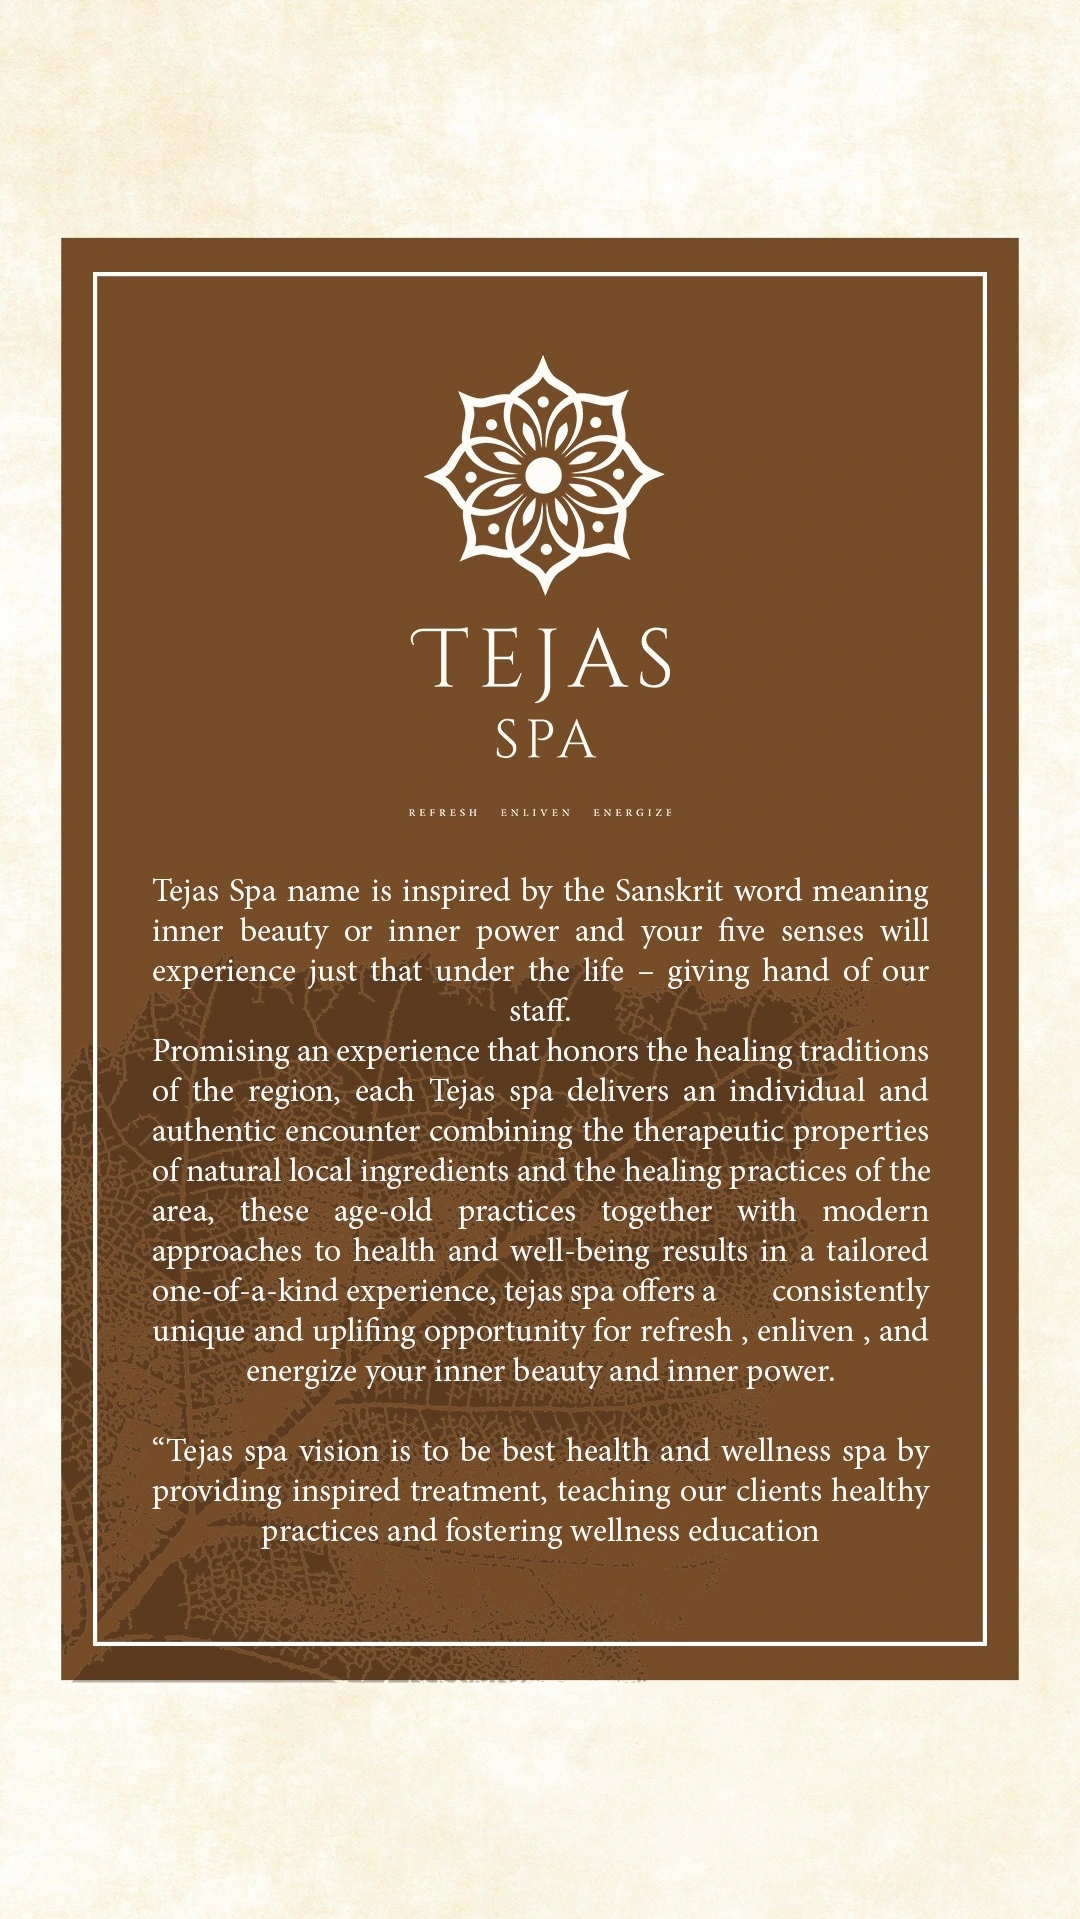 TEJAS
SPA
REFRESH ENLIVEN ENERGIZE
Tejas Spa name is inspired by the Sanskrit word meaning
inner beauty or inner power and your five senses will
experience just that under the life – giving hand of our
staff.
Promising an experience that honors the healing traditions
of the region, each Tejas spa delivers an individual and
authentic encounter combining the therapeutic properties
of natural local ingredients and the healing practices of the
area, these age-old practices together with modern
approaches to health and well-being results in a tailored
one-of-a-kind experience, tejas spa offers a consistently
unique and uplifing opportunity for refresh , enliven , and
energize your inner beauty and inner power.
“Tejas spa vision is to be best health and wellness spa by
providing inspired treatment, teaching our clients healthy
practices and fostering wellness education